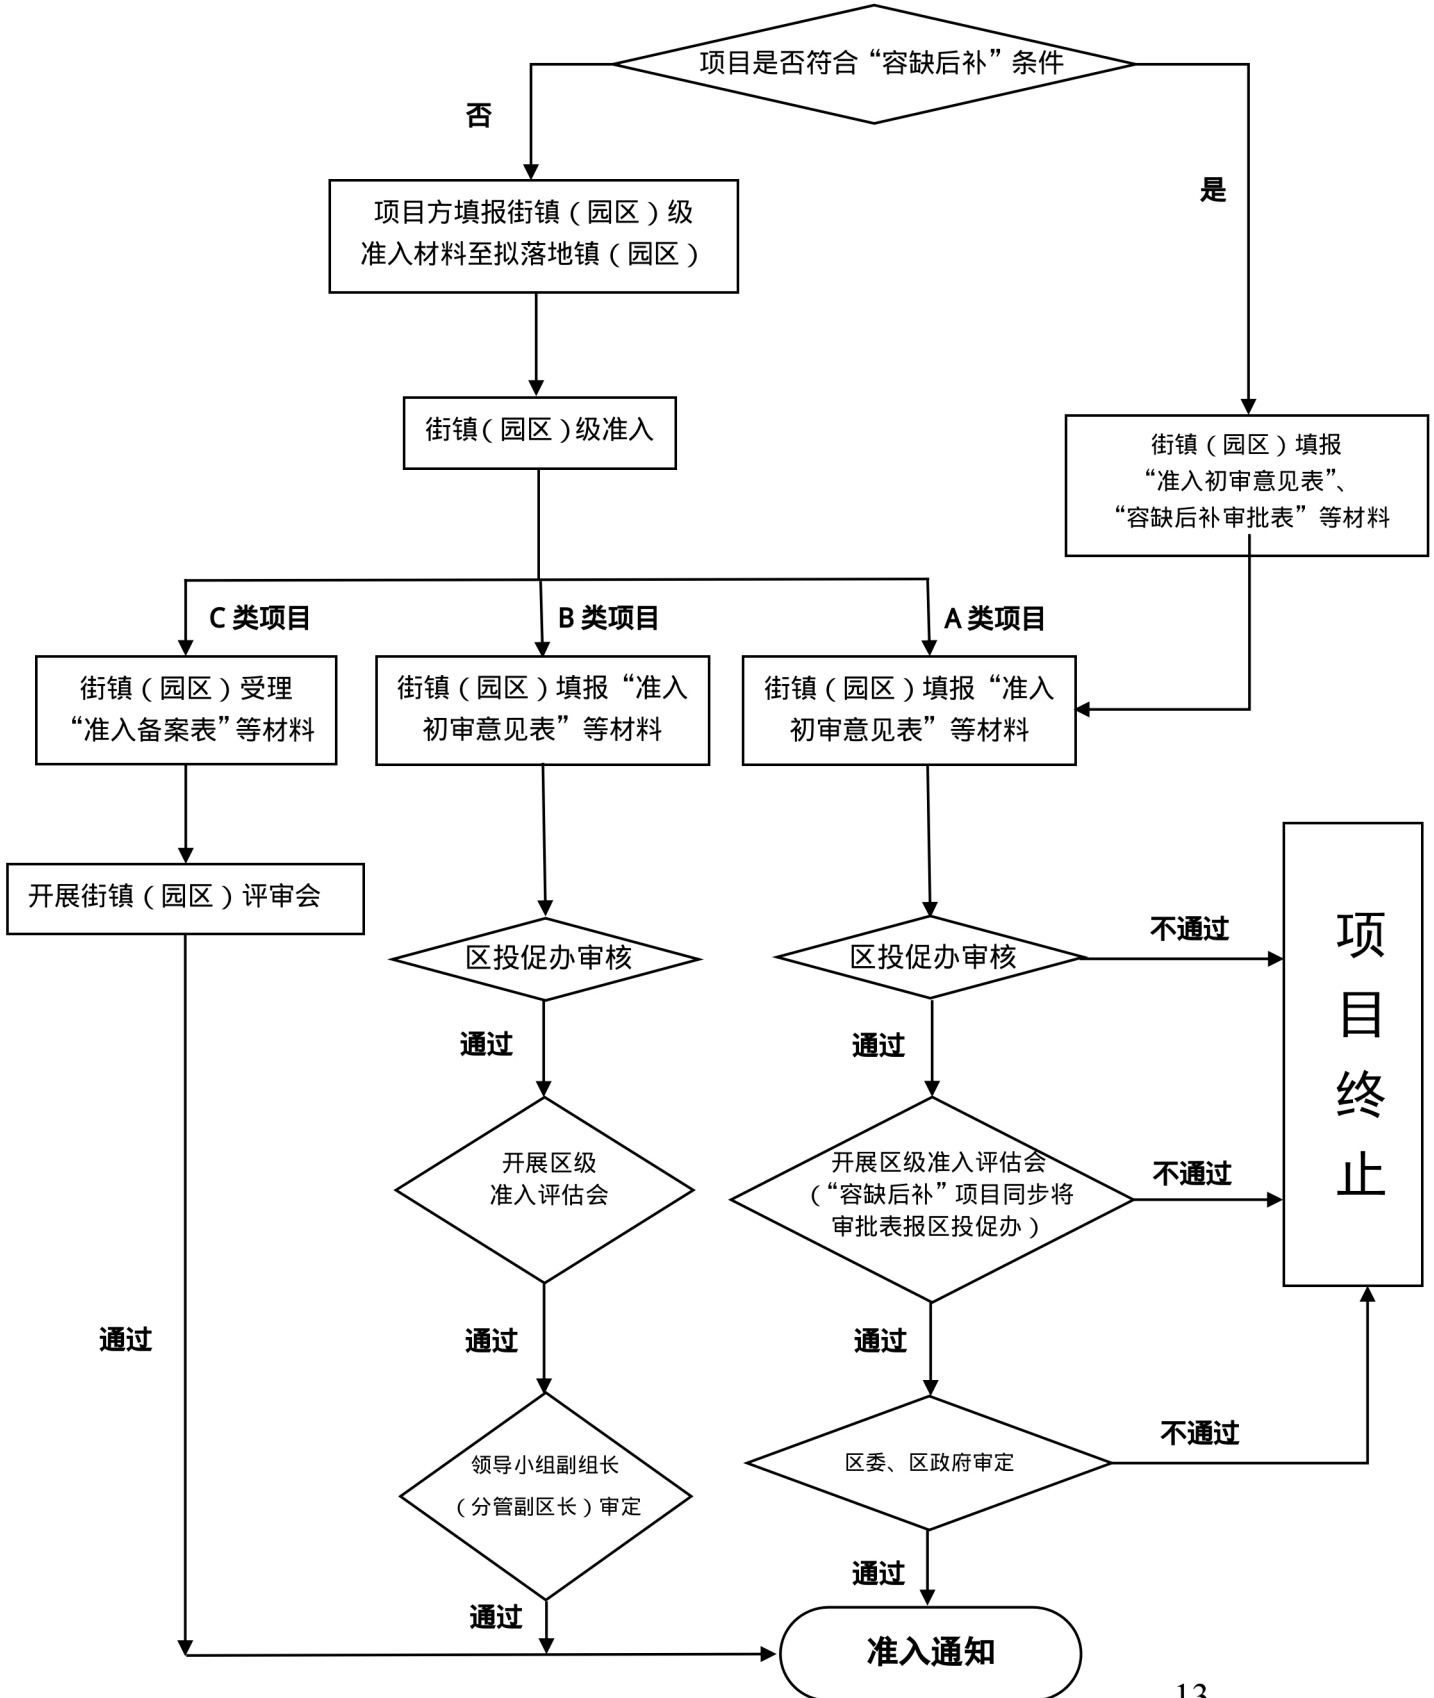 项目是否符合“容缺后补”条件
否
是
项目方填报街镇（园区）级
准入材料至拟落地镇（园区）
街镇（园区）级准入
街镇（园区）填报
“准入初审意见表”、
“容缺后补审批表”等材料
C 类项目
B 类项目
A 类项目
街镇（园区）受理
“准入备案表”等材料
街镇（园区）填报“准入
初审意见表”等材料
街镇（园区）填报“准入
初审意见表”等材料
开展街镇（园区）评审会
区投促办审核
区投促办审核
不通过
项
目
终
止
通过
通过
开展区级
准入评估会
开展区级准入评估会
（“容缺后补”项目同步将
审批表报区投促办）
不通过
通过
通过
通过
领导小组副组长
（分管副区长）审定
区委、区政府审定
不通过
通过
通过
准入通知
13